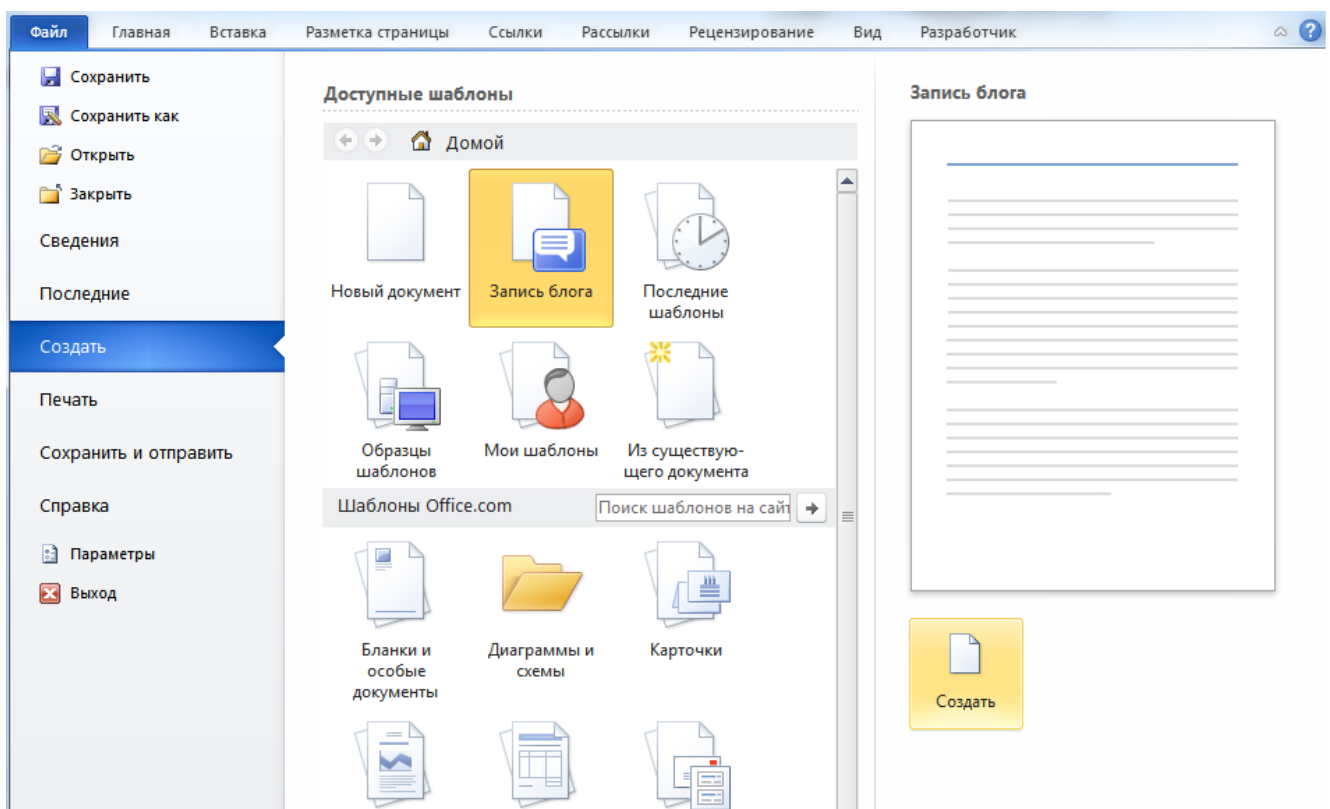 Файл Главная Вставка Разметка страницы Ссылки Рассылки Рецензирование Вид Разработчик
Сохранить
Сохранить как
Открыть
Закрыть
Сведения
Последние
Создать
Печать
Сохранить и отправить
Справка
Параметры
Выход
Доступные шаблоны
Домой
Новый документ
Запись блога
Последние
шаблоны
Образцы
шаблонов
Мои шаблоны
Из существую-
щего документа
Шаблоны Office.com
Поиск шаблонов на сайт
Бланки и
особые
документы
Диаграммы и
схемы
Карточки
Запись блога
Создать